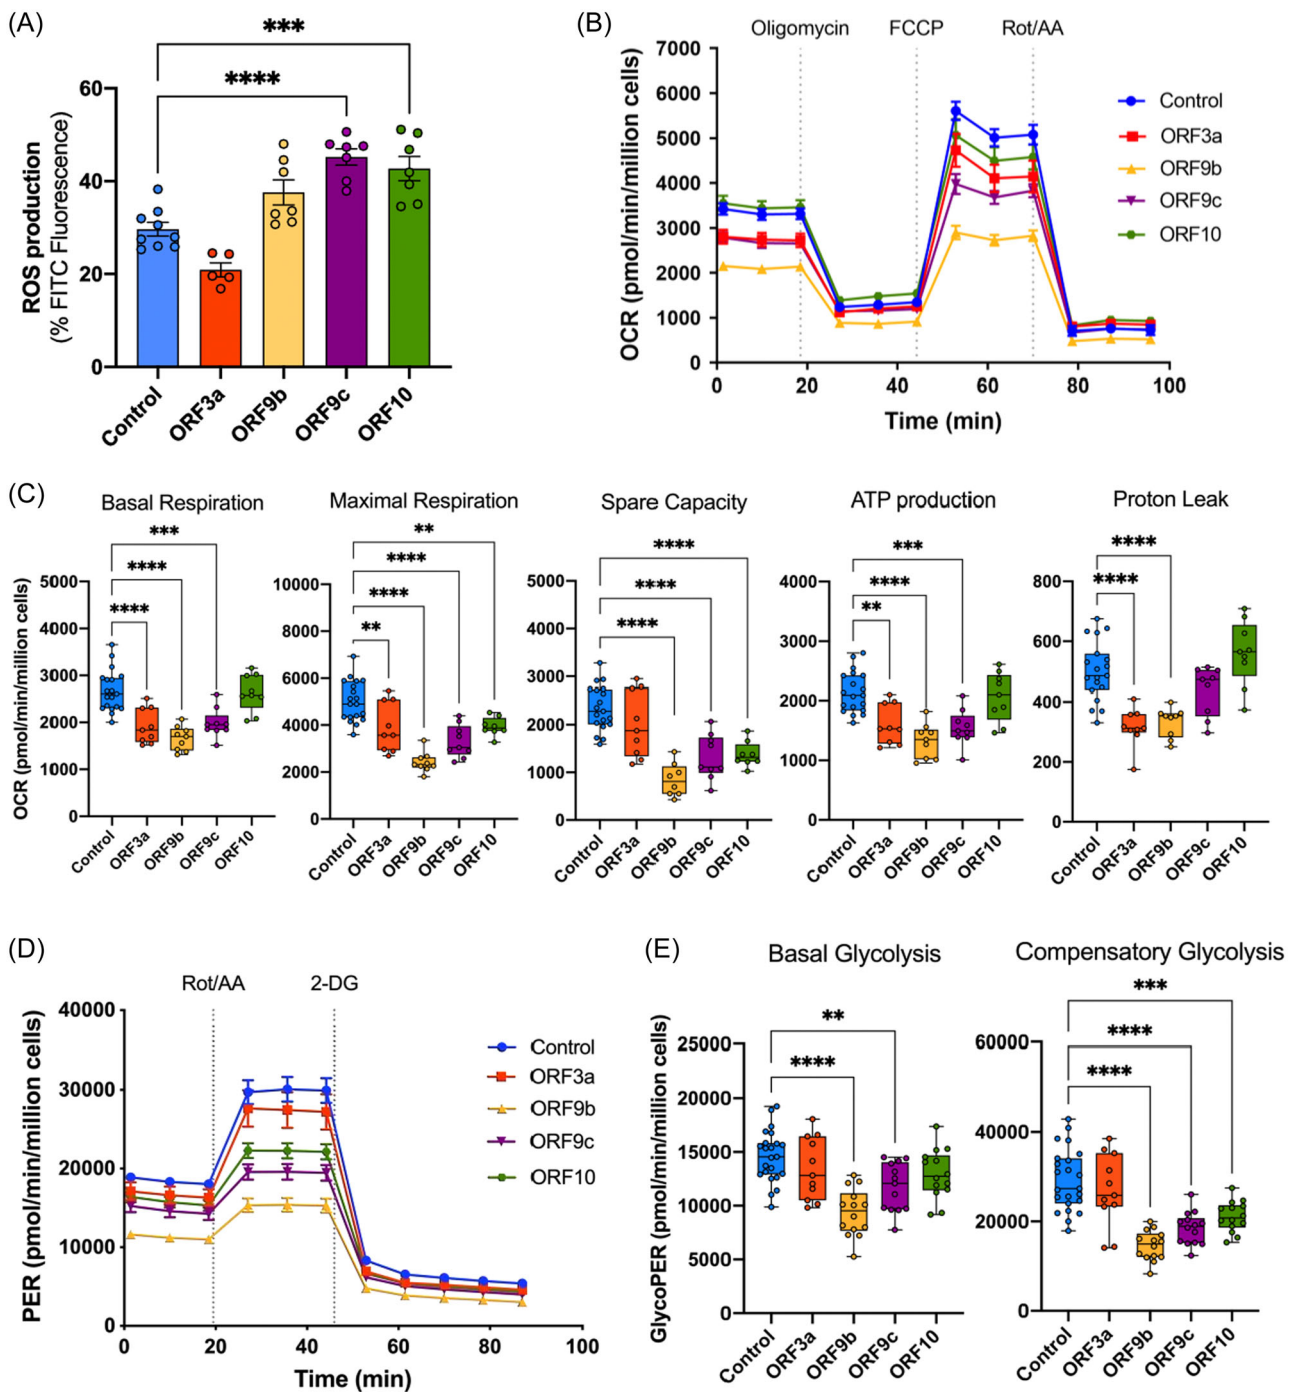 (A)
***
****
60
40
20
0
ROS production
(% FITC Fluorescence)
Control
ORF3a
ORF9b
ORF9c
ORF10
(B)
Oligomycin FCCP Rot/AA
7000
6000
5000
4000
3000
2000
1000
0
OCR (pmol/min/million cells)
0 20 40 60 80 100
Time (min)
Control
ORF3a
ORF9b
ORF9c
ORF10
(C)
Basal Respiration
***
****
****
5000
4000
3000
2000
1000
0
OCR (pmol/min/million cells)
Control
ORF3a
ORF9b
ORF9c
ORF10
Maximal Respiration
**
****
****
**
10000
8000
6000
4000
2000
0
Control
ORF3a
ORF9b
ORF9c
ORF10
Spare Capacity
****
****
****
5000
4000
3000
2000
1000
0
Control
ORF3a
ORF9b
ORF9c
ORF10
ATP production
***
****
**
4000
3000
2000
1000
0
Control
ORF3a
ORF9b
ORF9c
ORF10
Proton Leak
****
****
800
600
400
200
0
Control
ORF3a
ORF9b
ORF9c
ORF10
(D)
Rot/AA 2-DG
40000
30000
20000
10000
0
PER (pmol/min/million cells)
0 20 40 60 80 100
Time (min)
Control
ORF3a
ORF9b
ORF9c
ORF10
(E)
Basal Glycolysis
**
****
25000
20000
15000
10000
5000
0
GlycoPER (pmol/min/million cells)
Control
ORF3a
ORF9b
ORF9c
ORF10
Compensatory Glycolysis
***
****
****
60000
40000
20000
0
Control
ORF3a
ORF9b
ORF9c
ORF10